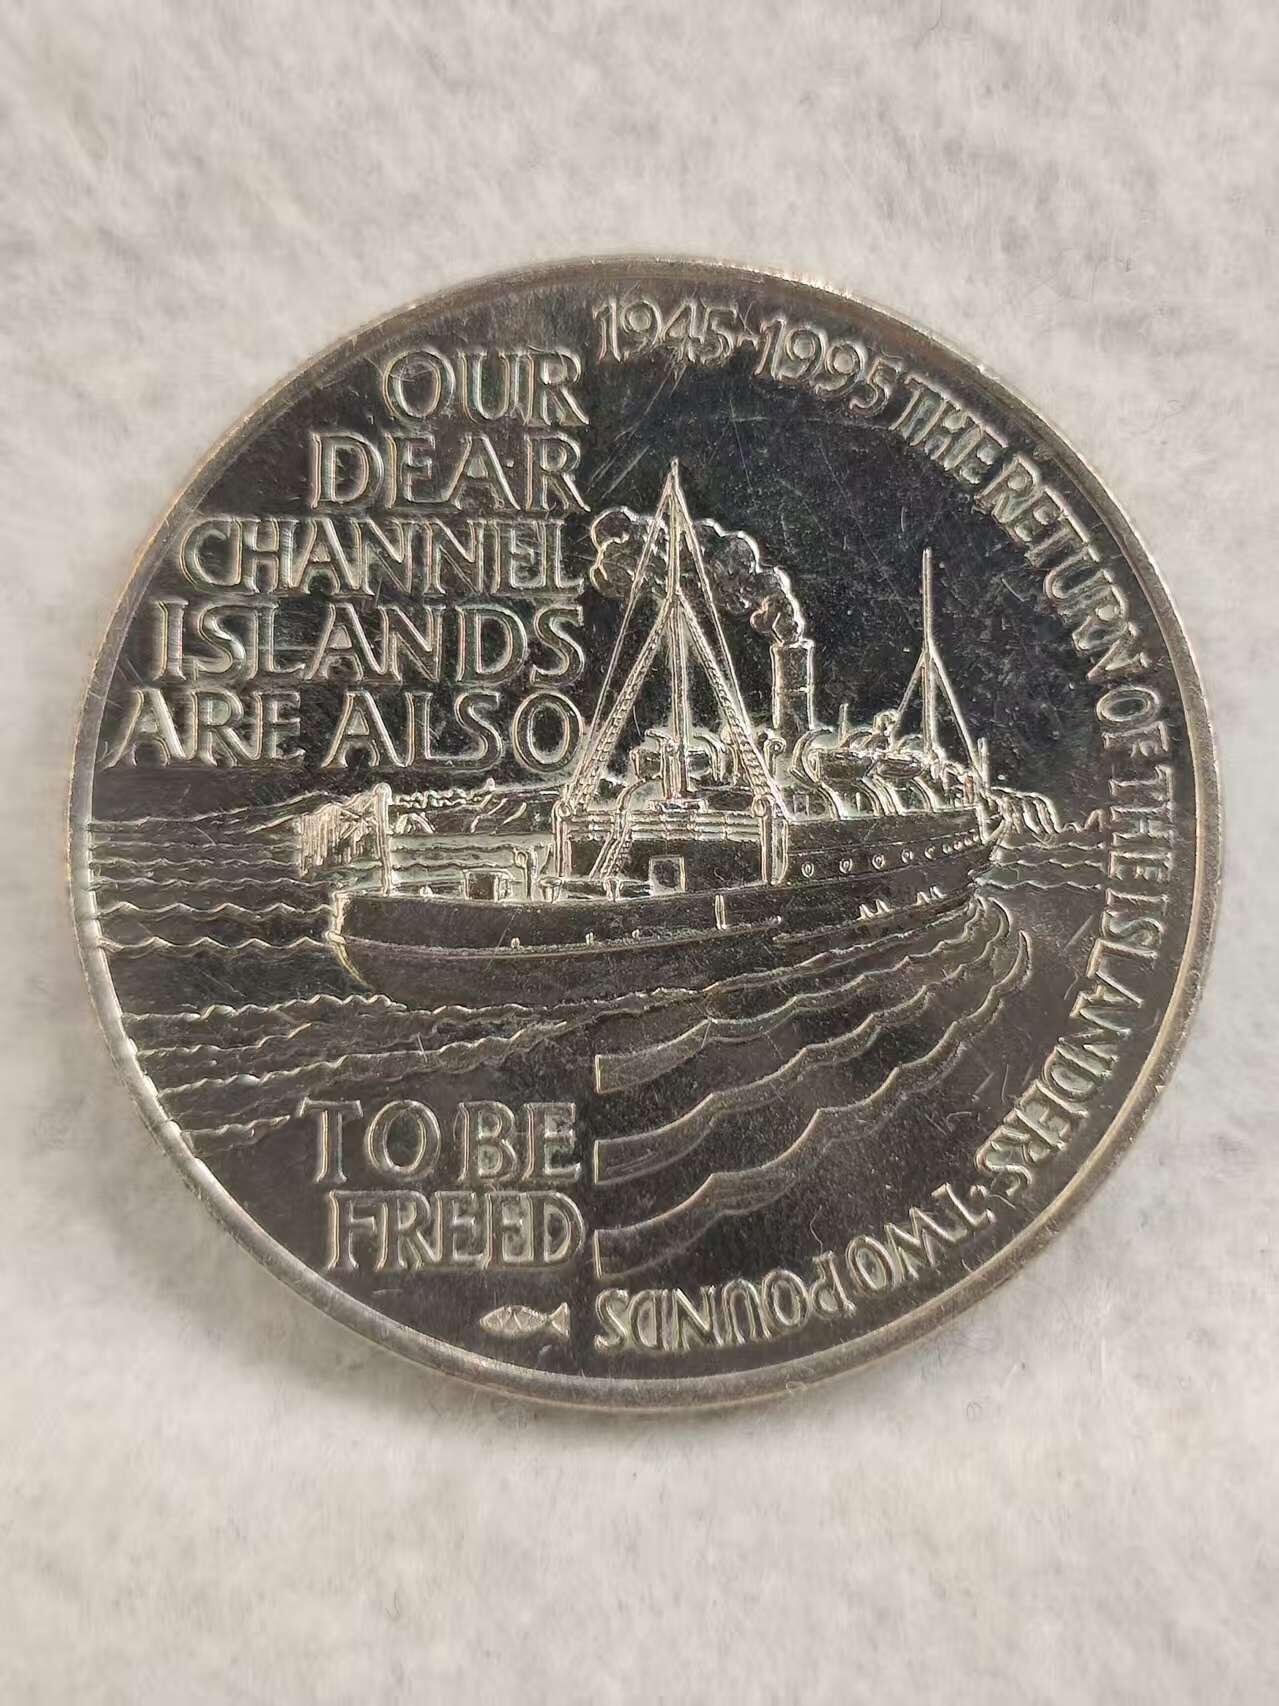 OUR
DEAR
CHANNEL
ISLANDS
ARE ALSO
TO BE
FREED
1945-1995 THE RETURN OF THE ISLANDERS: TWO POUNDS